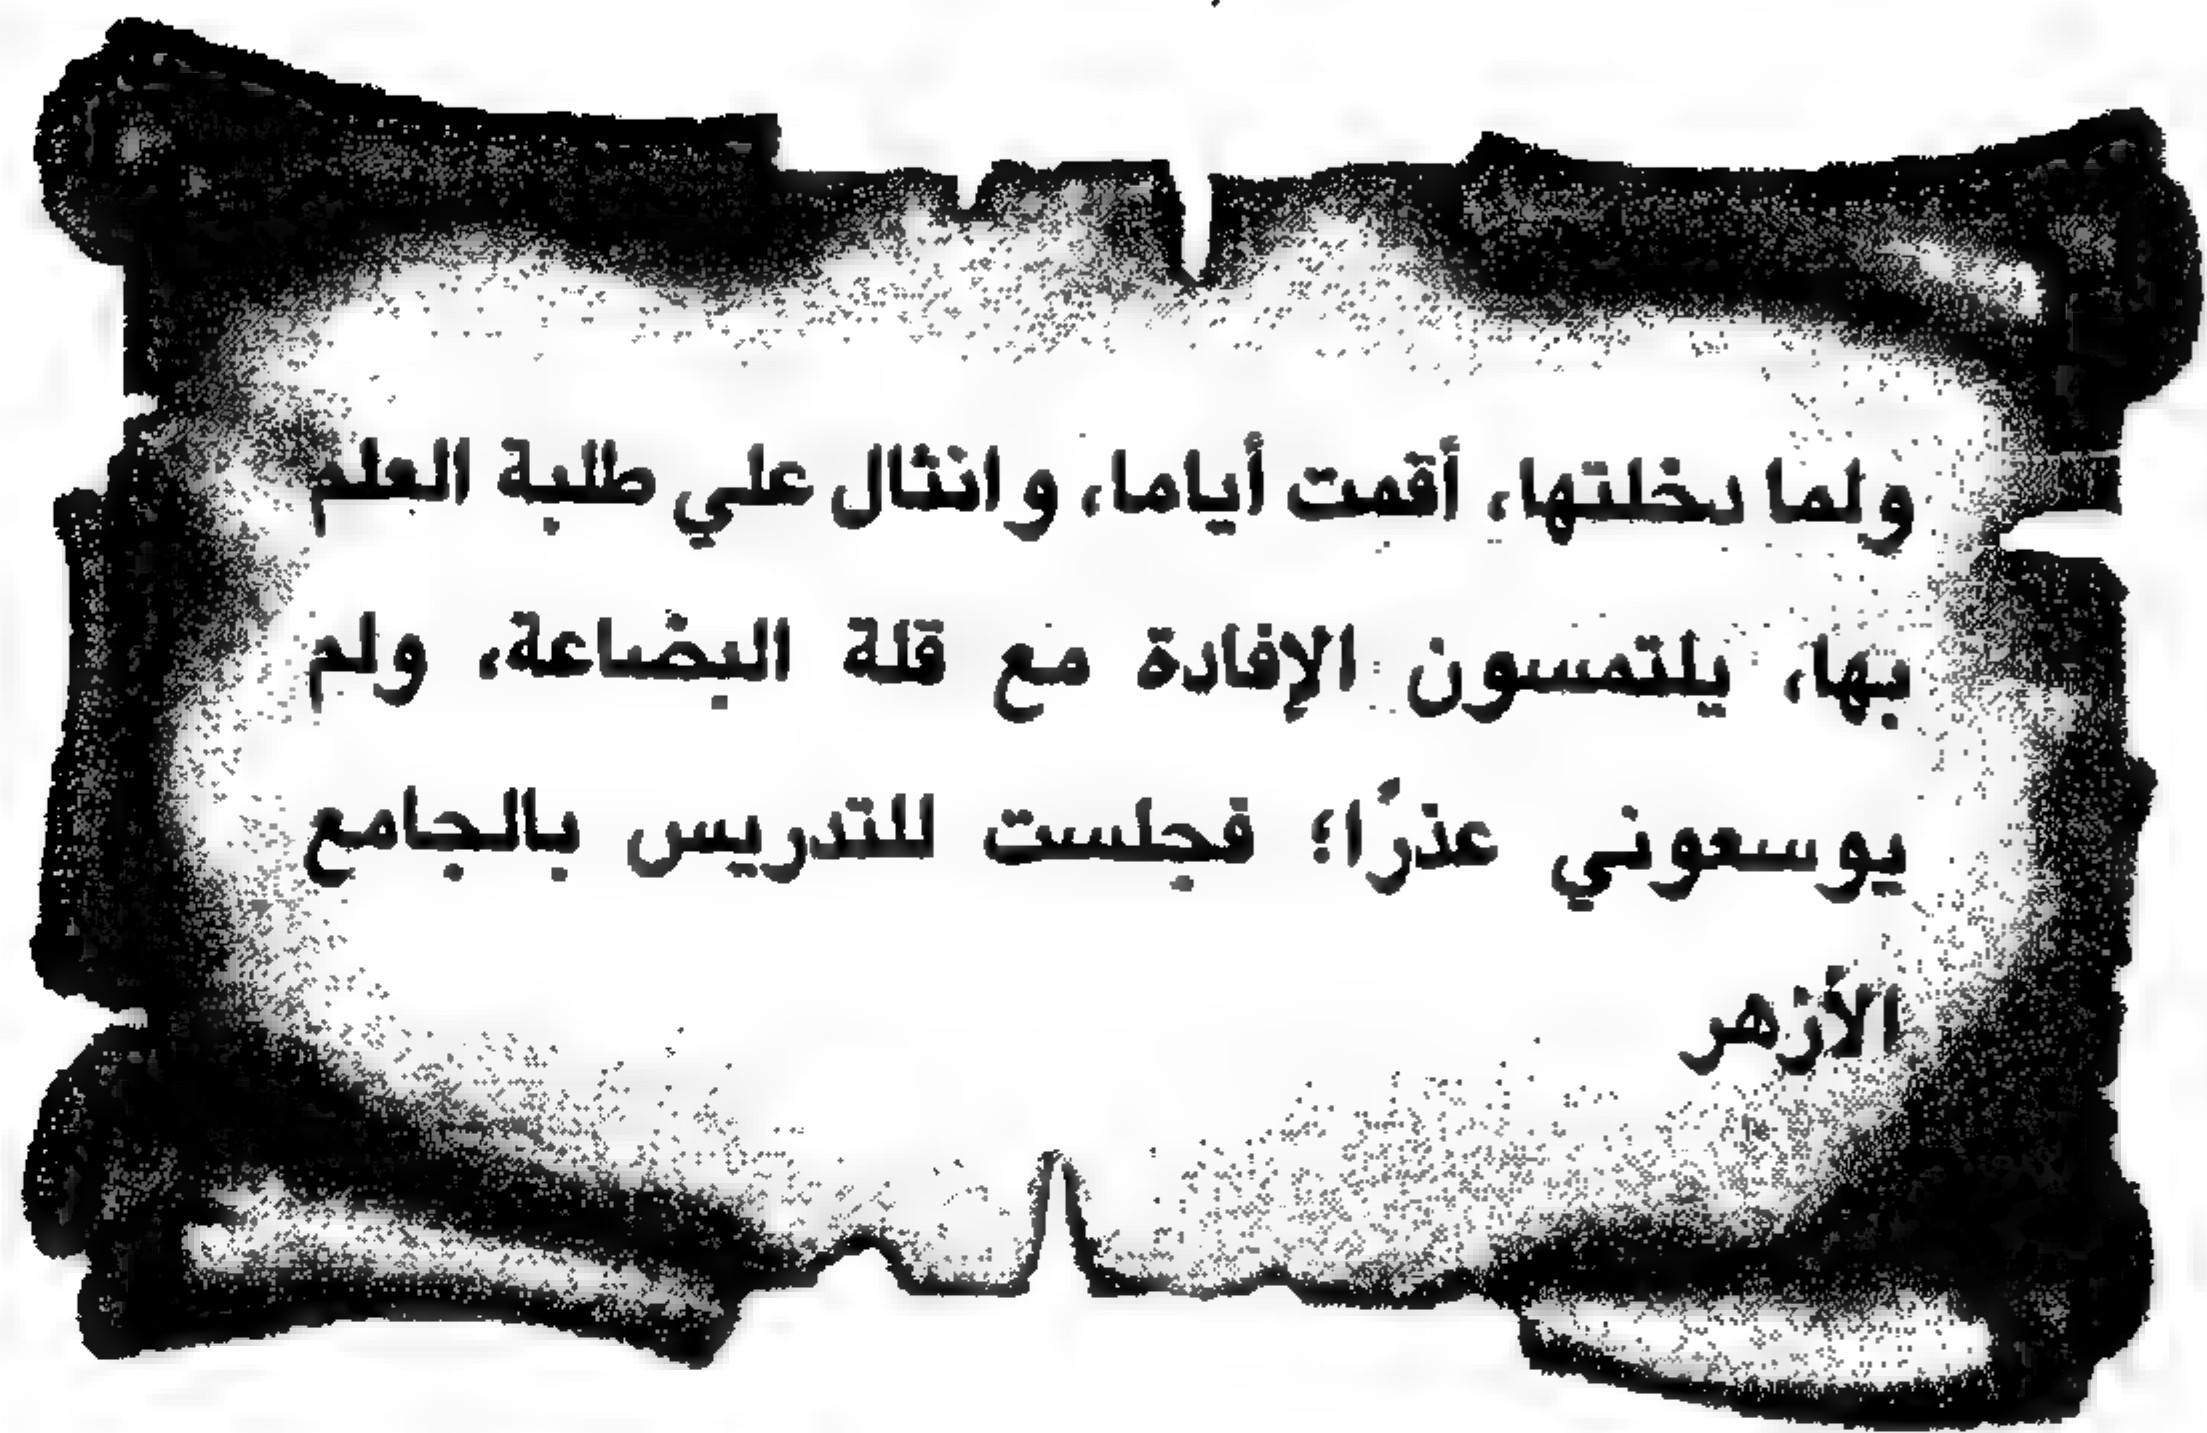 ولما دخلتها، أقمت أياما، وانثال علي طلبة العلم
بها، يلتمسون الإفادة مع قلة البضاعة، ولم
يوسعوني عذرًا؛ فجلست للتدريس بالجامع
الأزهر